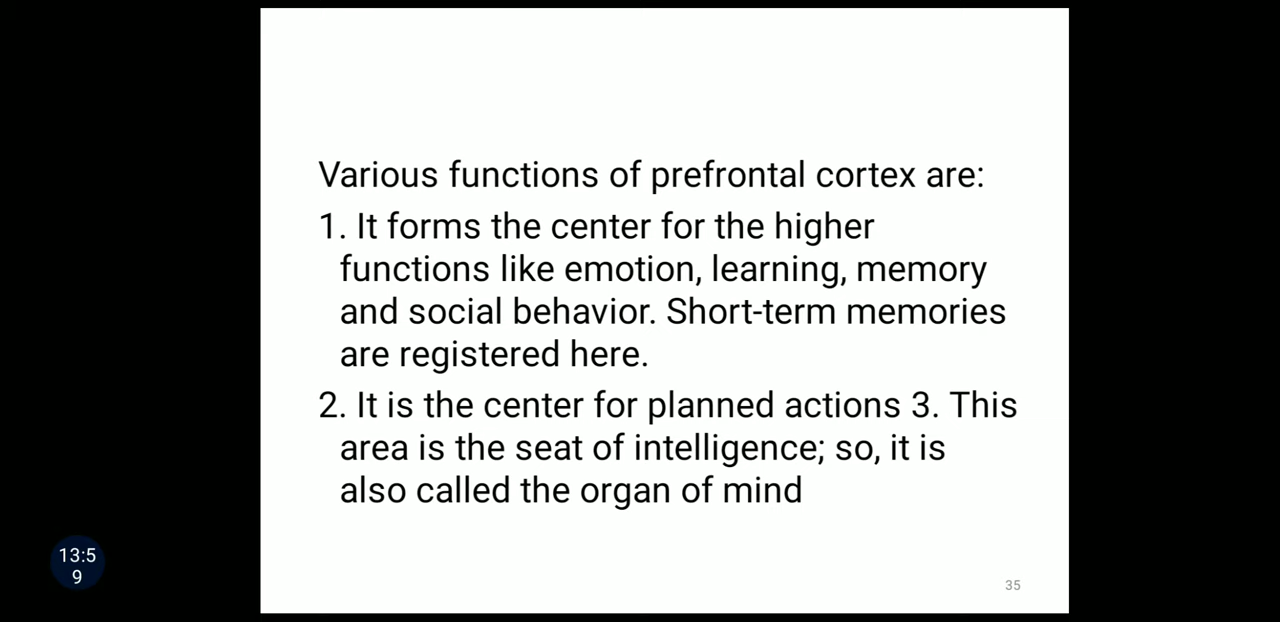 Various functions of prefrontal cortex are:
1. It forms the center for the higher
functions like emotion, learning, memory
and social behavior. Short-term memories
are registered here.
2. It is the center for planned actions 3. This
area is the seat of intelligence; so, it is
also called the organ of mind
13:5
9
35